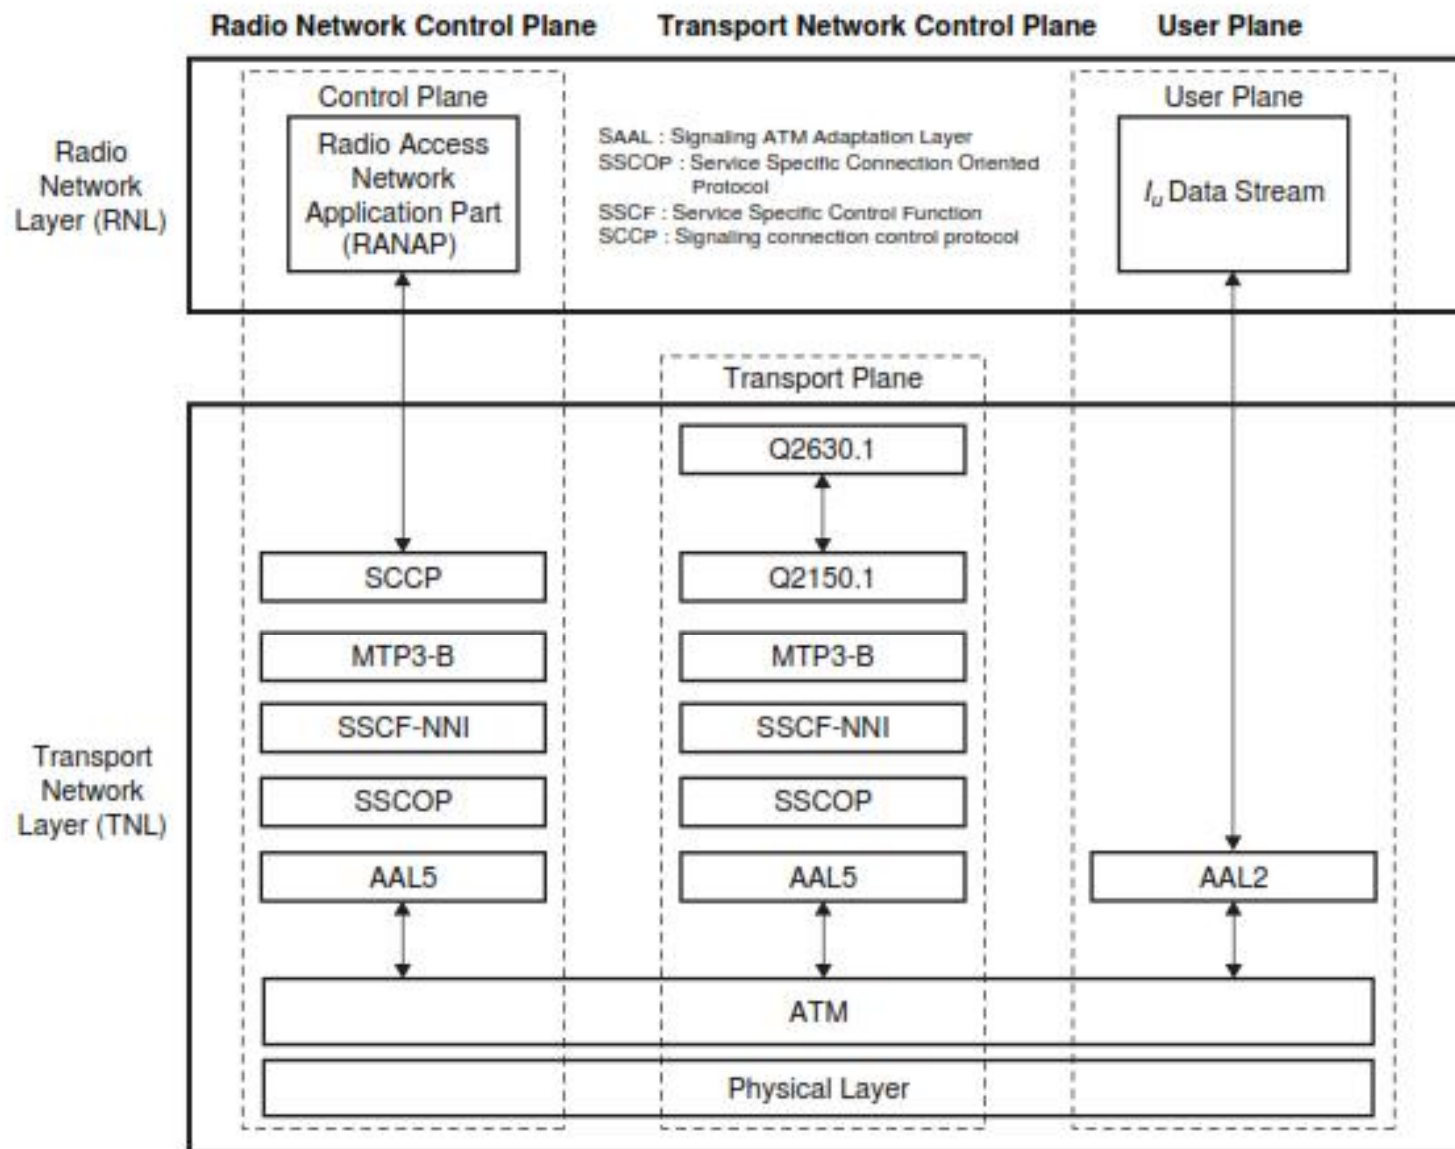 Radio Network Control Plane Transport Network Control Plane User Plane
Control Plane
User Plane
Radio
Network
Layer (RNL)
Radio Access
Network
Application Part
(RANAP)
SAAL : Signaling ATM Adaptation Layer
SSCOP : Service Specific Connection Oriented
Protocol
SSCF : Service Specific Control Function
SCCP : Signaling connection control protocol
Iu Data Stream
Transport Plane
Transport
Network
Layer (TNL)
Q2630.1
SCCP
Q2150.1
MTP3-B
MTP3-B
SSCF-NNI
SSCF-NNI
SSCOP
SSCOP
AAL5
AAL5
AAL2
ATM
Physical Layer